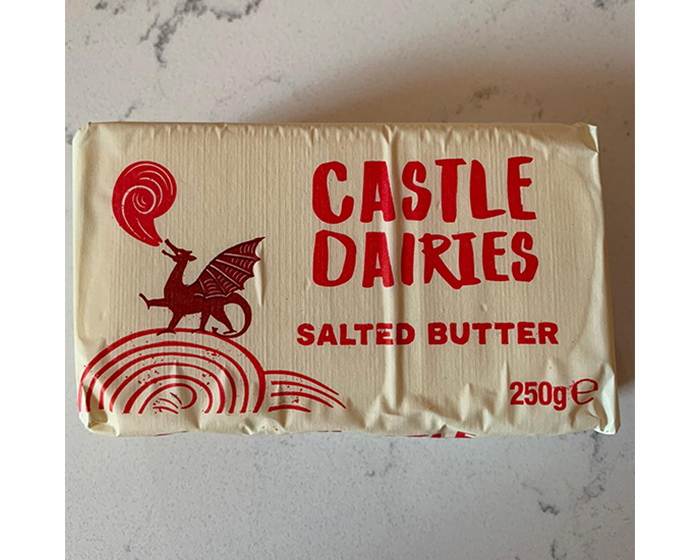 CASTLE
DAIRIES
SALTED BUTTER
250g℮